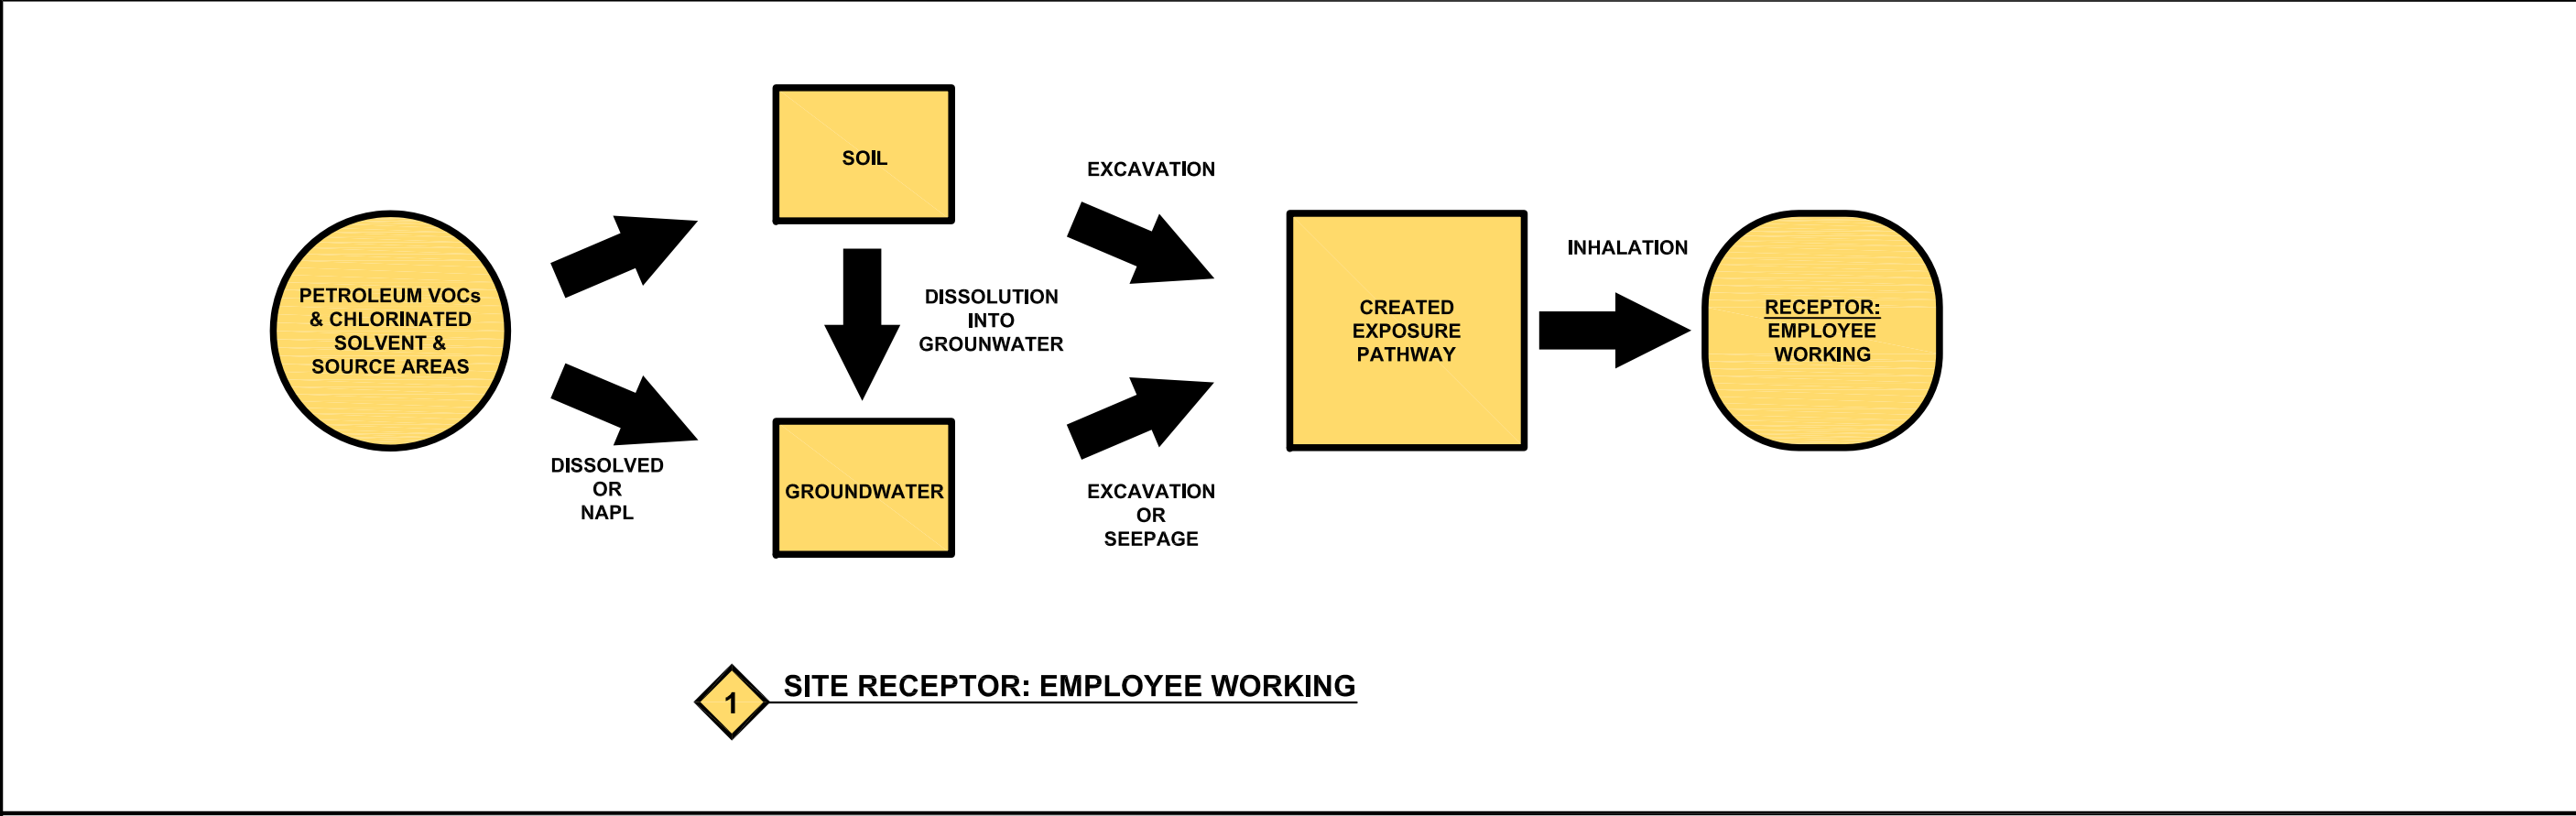 PETROLEUM VOCs
& CHLORINATED
SOLVENT &
SOURCE AREAS
DISSOLVED
OR
NAPL
SOIL
DISSOLUTION
INTO
GROUNWATER
GROUNDWATER
EXCAVATION
EXCAVATION
OR
SEEPAGE
CREATED
EXPOSURE
PATHWAY
INHALATION
RECEPTOR:
EMPLOYEE
WORKING
1 SITE RECEPTOR: EMPLOYEE WORKING